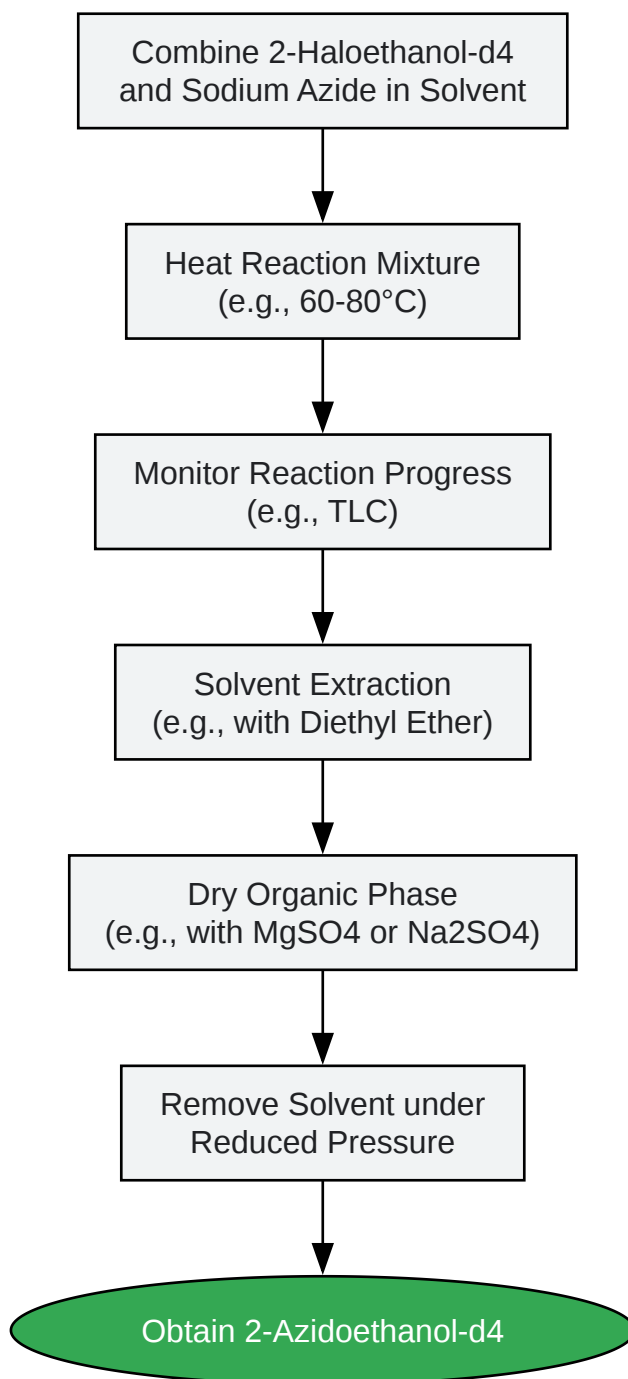 Combine 2-Haloethanol-d4
and Sodium Azide in Solvent
Heat Reaction Mixture
(e.g., 60-80°C)
Monitor Reaction Progress
(e.g., TLC)
Solvent Extraction
(e.g., with Diethyl Ether)
Dry Organic Phase
(e.g., with MgSO4 or Na2SO4)
Remove Solvent under
Reduced Pressure
Obtain 2-Azidoethanol-d4